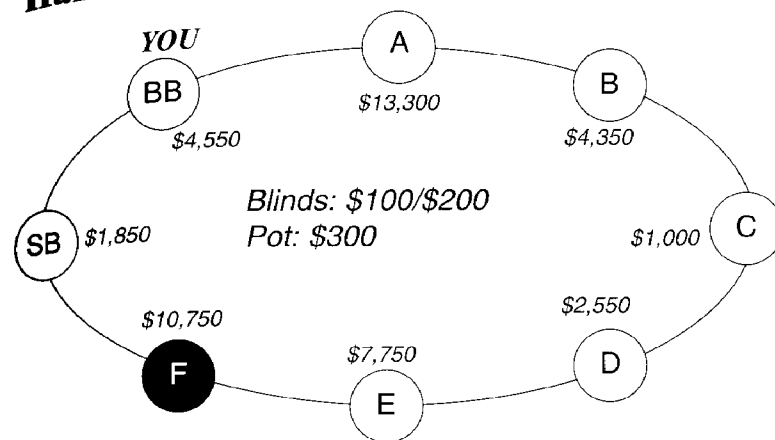 YOU
BB
$4,550
A
$13,300
B
$4,350
C
$1,000
D
$2,550
E
$7,750
F
$10,750
SB
$1,850
Blinds: $100/$200
Pot: $300